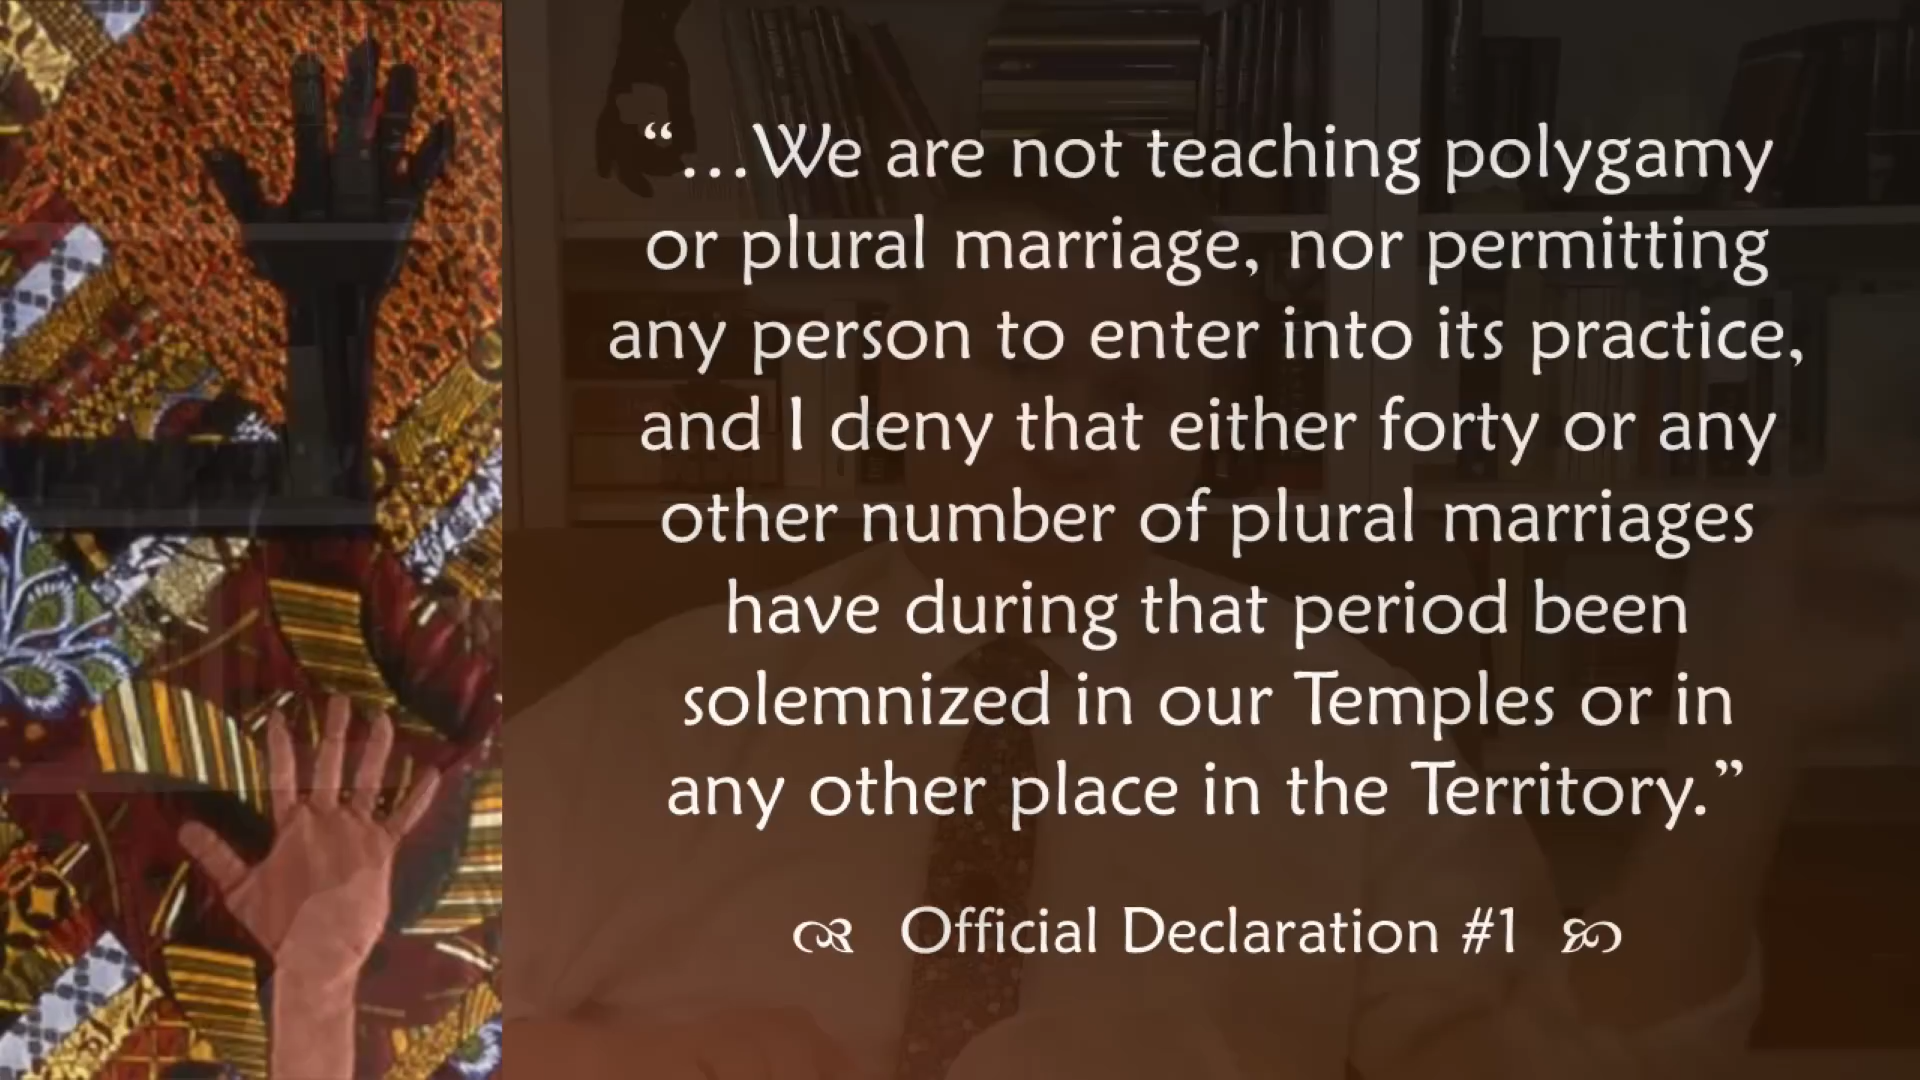 “…We are not teaching polygamy
or plural marriage, nor permitting
any person to enter into its practice,
and I deny that either forty or any
other number of plural marriages
have during that period been
solemnized in our Temples or in
any other place in the Territory.”
Official Declaration #1